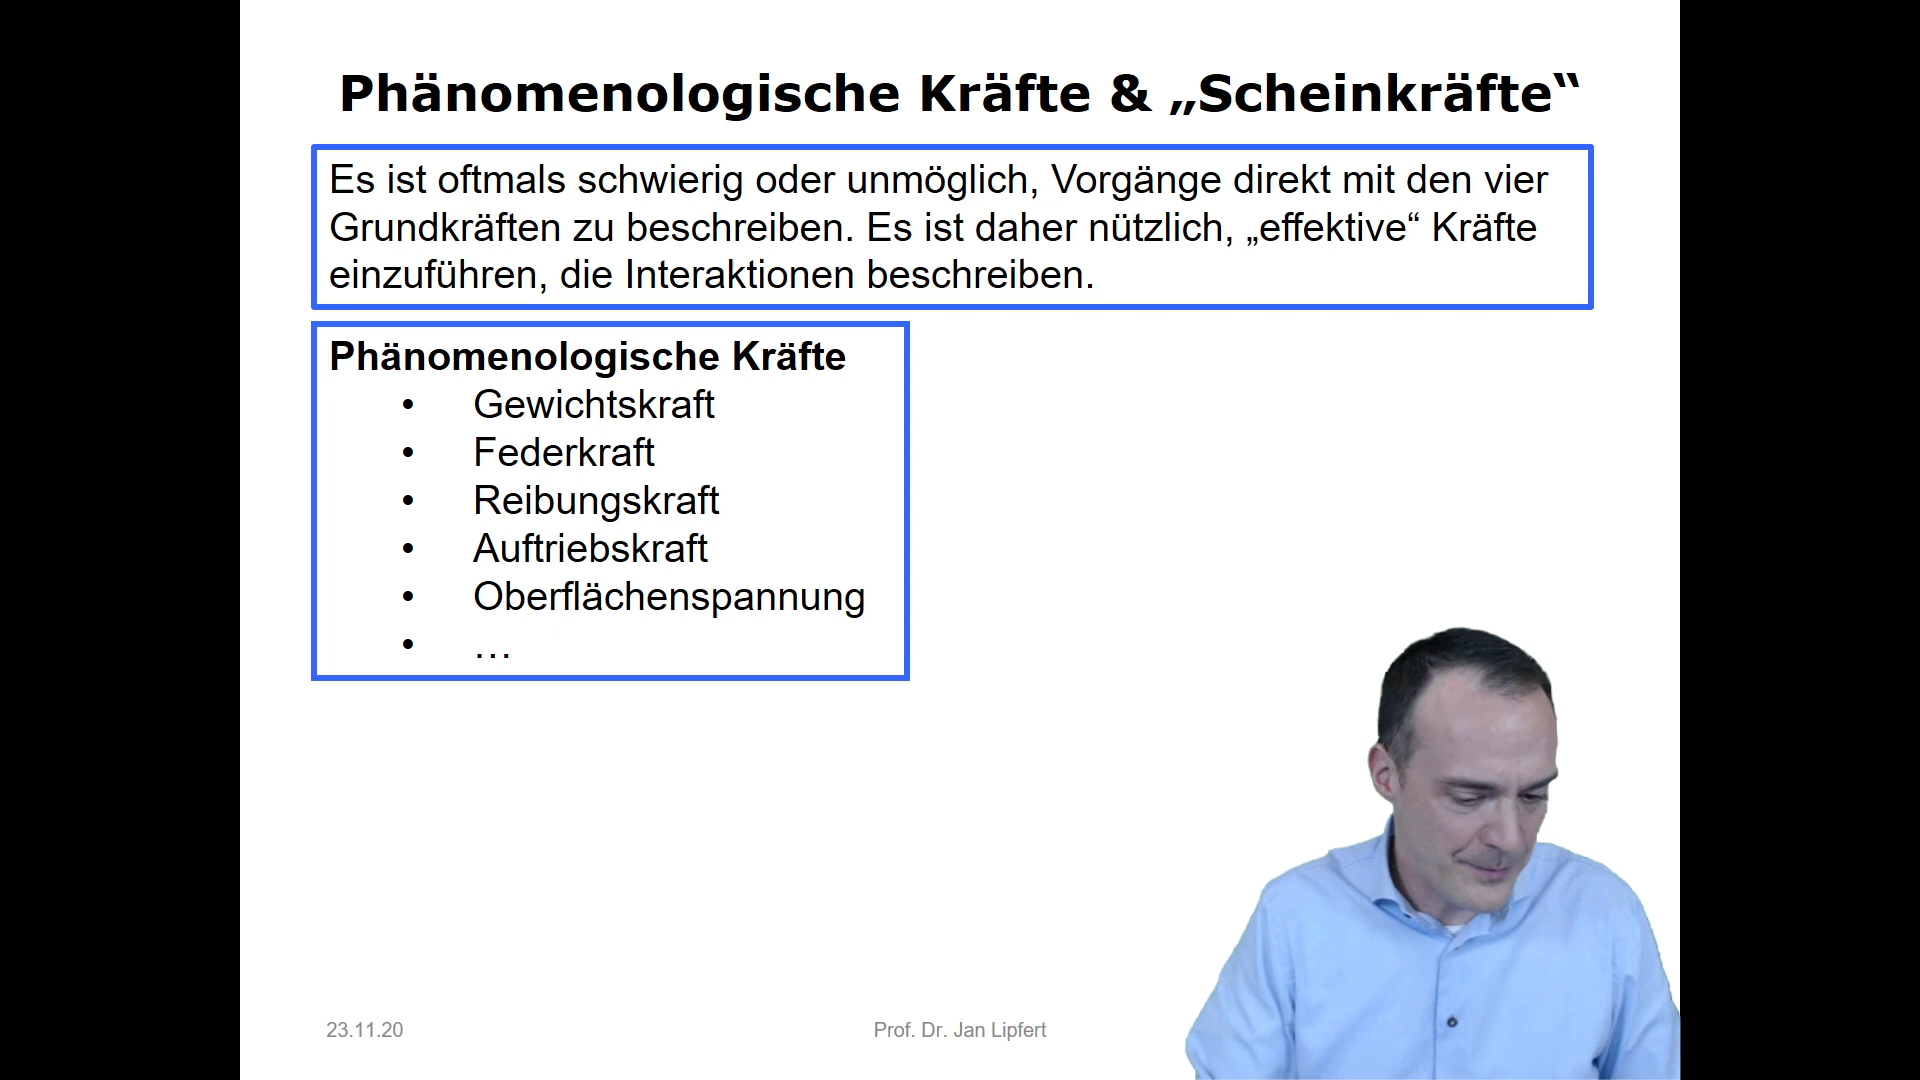 Phänomenologische Kräfte & „Scheinkräfte“
Es ist oftmals schwierig oder unmöglich, Vorgänge direkt mit den vier
Grundkräften zu beschreiben. Es ist daher nützlich, „effektive“ Kräfte
einzuführen, die Interaktionen beschreiben.
Phänomenologische Kräfte
• Gewichtskraft
• Federkraft
• Reibungskraft
• Auftriebskraft
• Oberflächenspannung
• …
23.11.20
Prof. Dr. Jan Lipfert